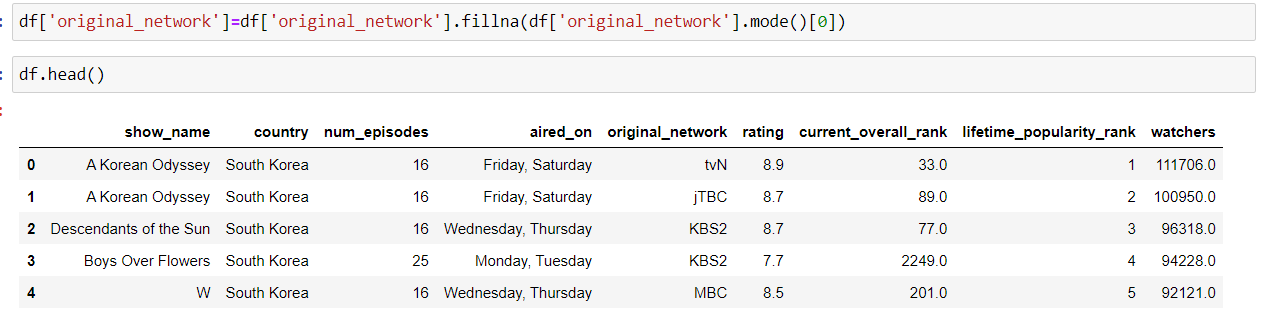 df['original_network']=df['original_network'].fillna(df['original_network'].mode()[0])
df.head()
show_name country num_episodes aired_on original_network rating current_overall_rank lifetime_popularity_rank watchers
0 A Korean Odyssey South Korea 16 Friday, Saturday tvN 8.9 33.0 1 111706.0
1 A Korean Odyssey South Korea 16 Friday, Saturday jTBC 8.7 89.0 2 100950.0
2 Descendants of the Sun South Korea 16 Wednesday, Thursday KBS2 8.7 77.0 3 96318.0
3 Boys Over Flowers South Korea 25 Monday, Tuesday KBS2 7.7 2249.0 4 94228.0
4 W South Korea 16 Wednesday, Thursday MBC 8.5 201.0 5 92121.0